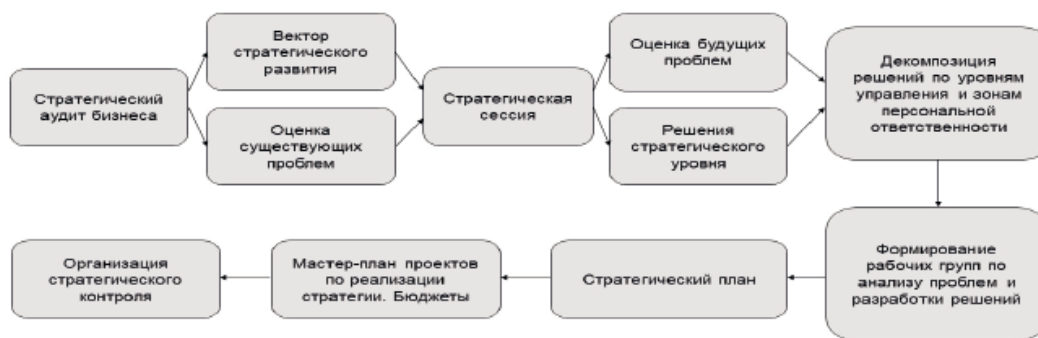 Стратегический
аудит бизнеса
Вектор
стратегического
развития
Оценка
существующих
проблем
Стратегическая
сессия
Оценка будущих
проблем
Решения
стратегического
уровня
Декомпозиция
решений по уровням
управления и зонам
персональной
ответственности
Формирование
рабочих групп по
анализу проблем и
разработки решений
Стратегический план
Мастер-план проектов
по реализации
стратегии. Бюджеты
Организация
стратегического
контроля